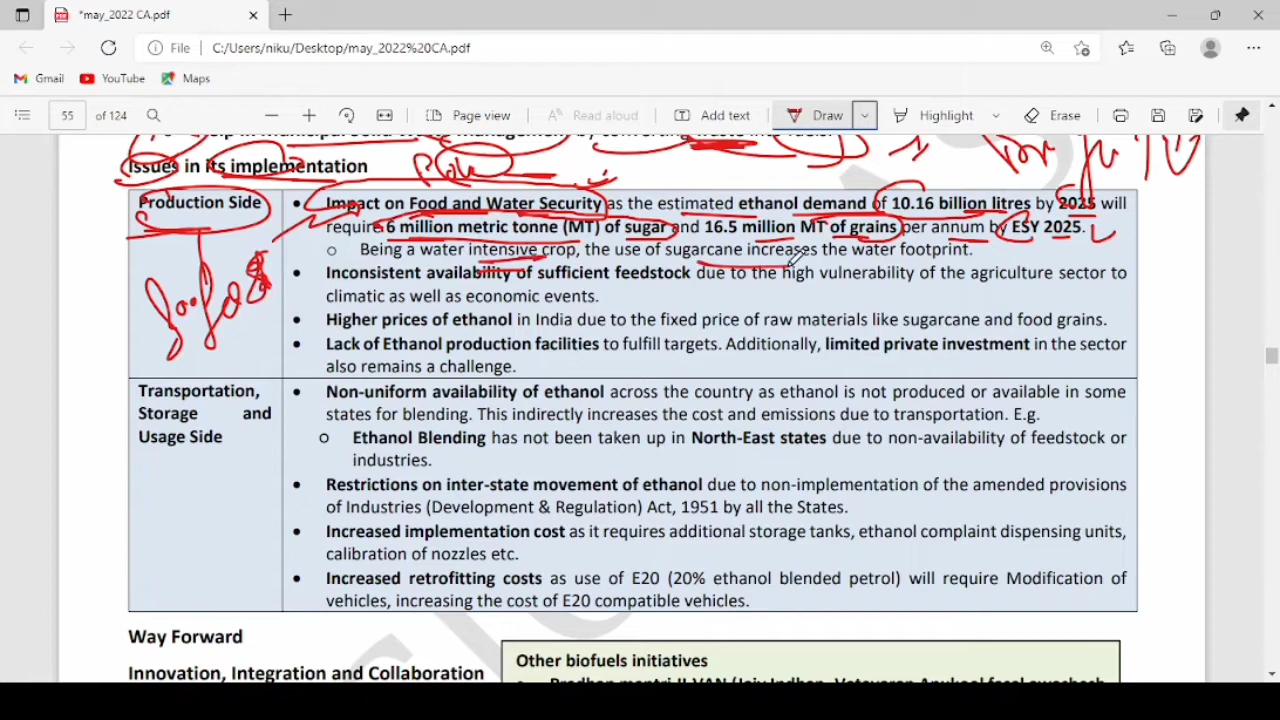 *may_2022 CA.pdf
File
C:/Users/niku/Desktop/may_2022%20CA.pdf
Gmail
YouTube
Maps
55
of 124
Page view
Read aloud
Add text
Draw
Highlight
Erase
Issues in its implementation
Production Side
• Impact on Food and Water Security as the estimated ethanol demand of 10.16 billion litres by 2025 will
require 6 million metric tonne (MT) of sugar and 16.5 million MT of grains per annum by ESY 2025.
o Being a water intensive crop, the use of sugarcane increases the water footprint.
• Inconsistent availability of sufficient feedstock due to the high vulnerability of the agriculture sector to
climatic as well as economic events.
• Higher prices of ethanol in India due to the fixed price of raw materials like sugarcane and food grains.
• Lack of Ethanol production facilities to fulfill targets. Additionally, limited private investment in the sector
also remains a challenge.
Transportation,
Storage and
Usage Side
• Non-uniform availability of ethanol across the country as ethanol is not produced or available in some
states for blending. This indirectly increases the cost and emissions due to transportation. E.g.
o Ethanol Blending has not been taken up in North-East states due to non-availability of feedstock or
industries.
• Restrictions on inter-state movement of ethanol due to non-implementation of the amended provisions
of Industries (Development & Regulation) Act, 1951 by all the States.
• Increased implementation cost as it requires additional storage tanks, ethanol complaint dispensing units,
calibration of nozzles etc.
• Increased retrofitting costs as use of E20 (20% ethanol blended petrol) will require Modification of
vehicles, increasing the cost of E20 compatible vehicles.
Way Forward
Innovation, Integration and Collaboration
Other biofuels initiatives